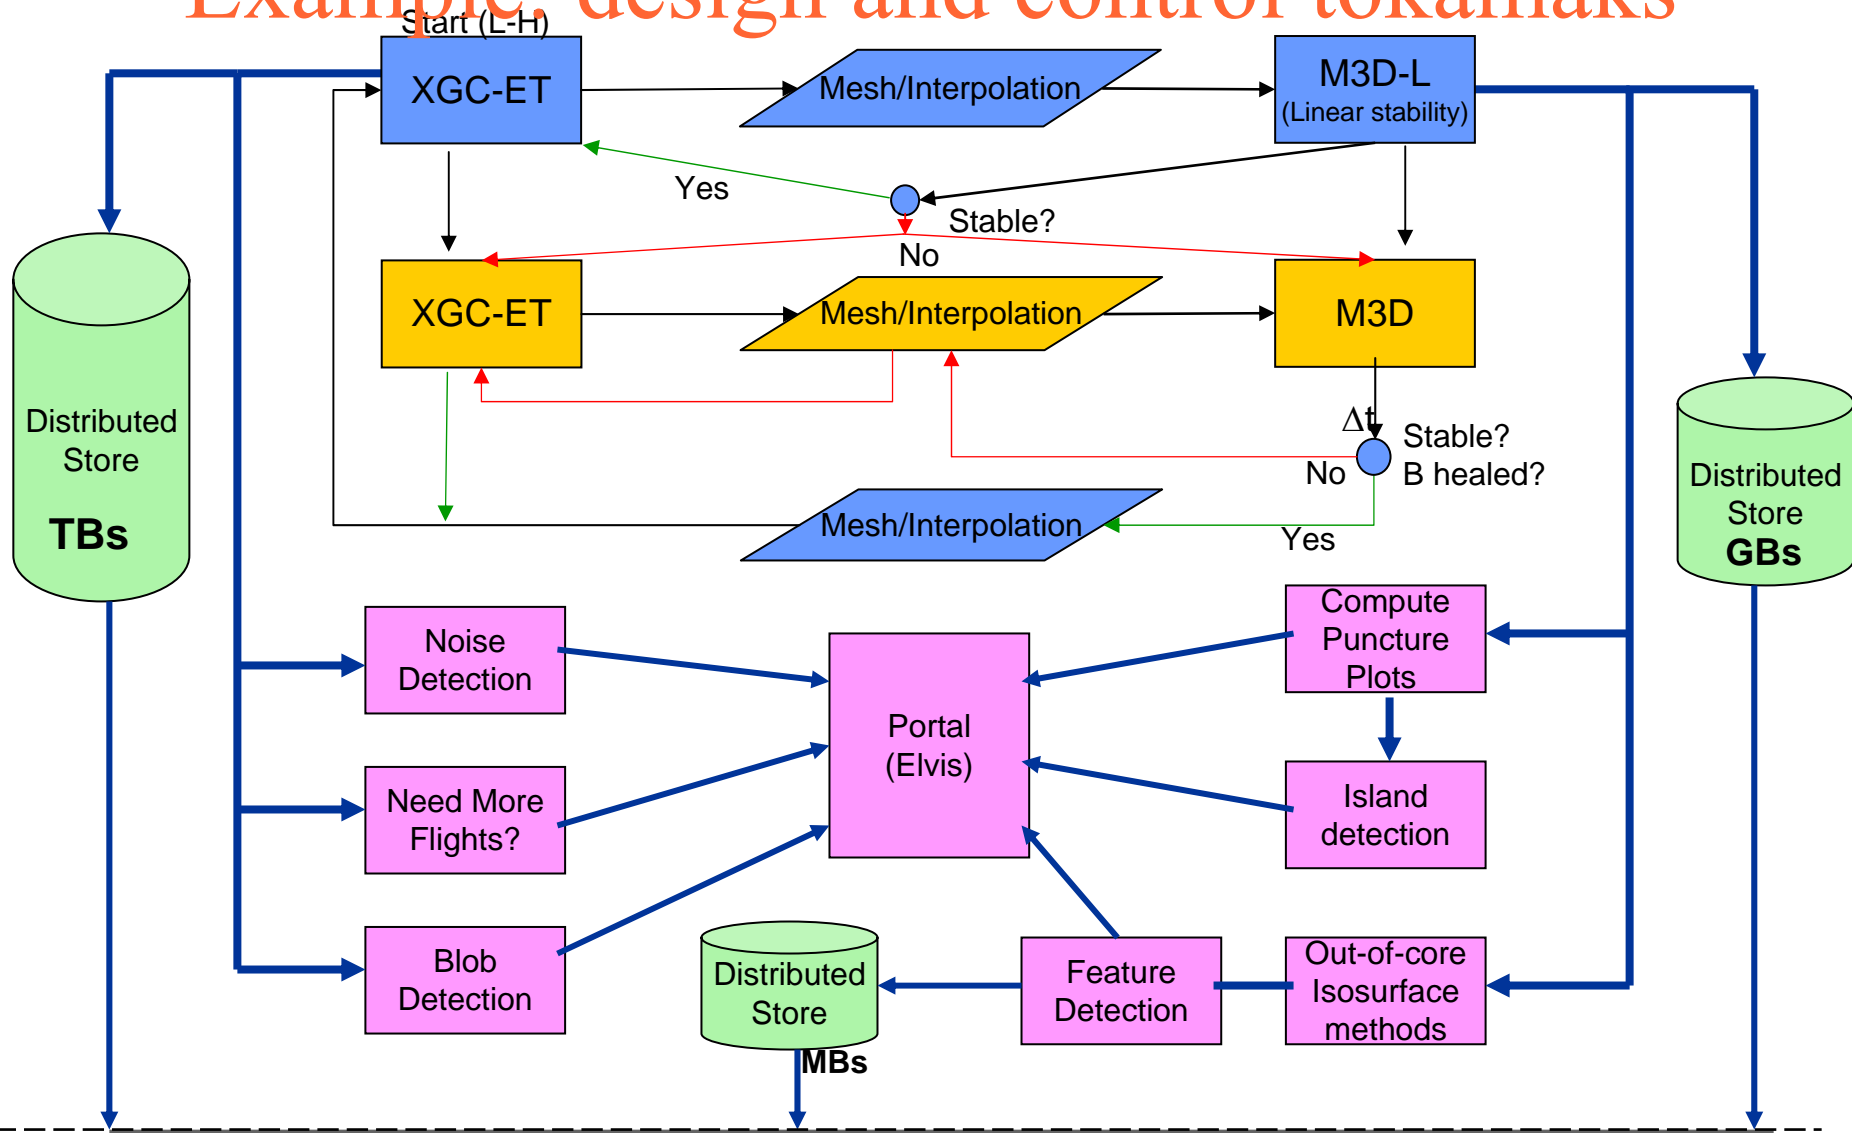 Example: design and control tokamaks
Start (L-H)
XGC-ET
Mesh/Interpolation
M3D-L
(Linear stability)
Yes
Stable?
No
XGC-ET
Mesh/Interpolation
M3D
Δt
Stable?
No
B healed?
Distributed
Store
TBs
Mesh/Interpolation
Yes
Distributed
Store
GBs
Noise
Detection
Compute
Puncture
Plots
Portal
(Elvis)
Need More
Flights?
Island
detection
Blob
Detection
Distributed
Store
MBs
Feature
Detection
Out-of-core
Isosurface
methods